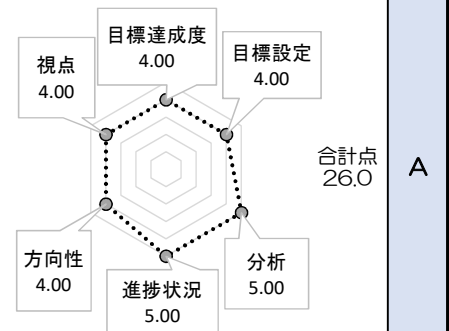 目標達成度
4.00
目標設定
4.00
視点
4.00
合計点
26.0
A
方向性
4.00
分析
5.00
進捗状況
5.00